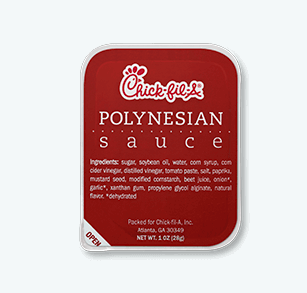 Chick-fil-A
POLYNESIAN
sauce
Ingredients: sugar, soybean oil, water, corn syrup, corn
cider vinegar, distilled vinegar, tomato paste, salt, paprika,
mustard seed, modified cornstarch, beet juice, onion*,
garlic*, xanthan gum, propylene glycol alginate, natural
flavor. *dehydrated
Packed for Chick-fil-A, Inc.
Atlanta, GA 30349
NET WT. 1 OZ (28g)
OPEN